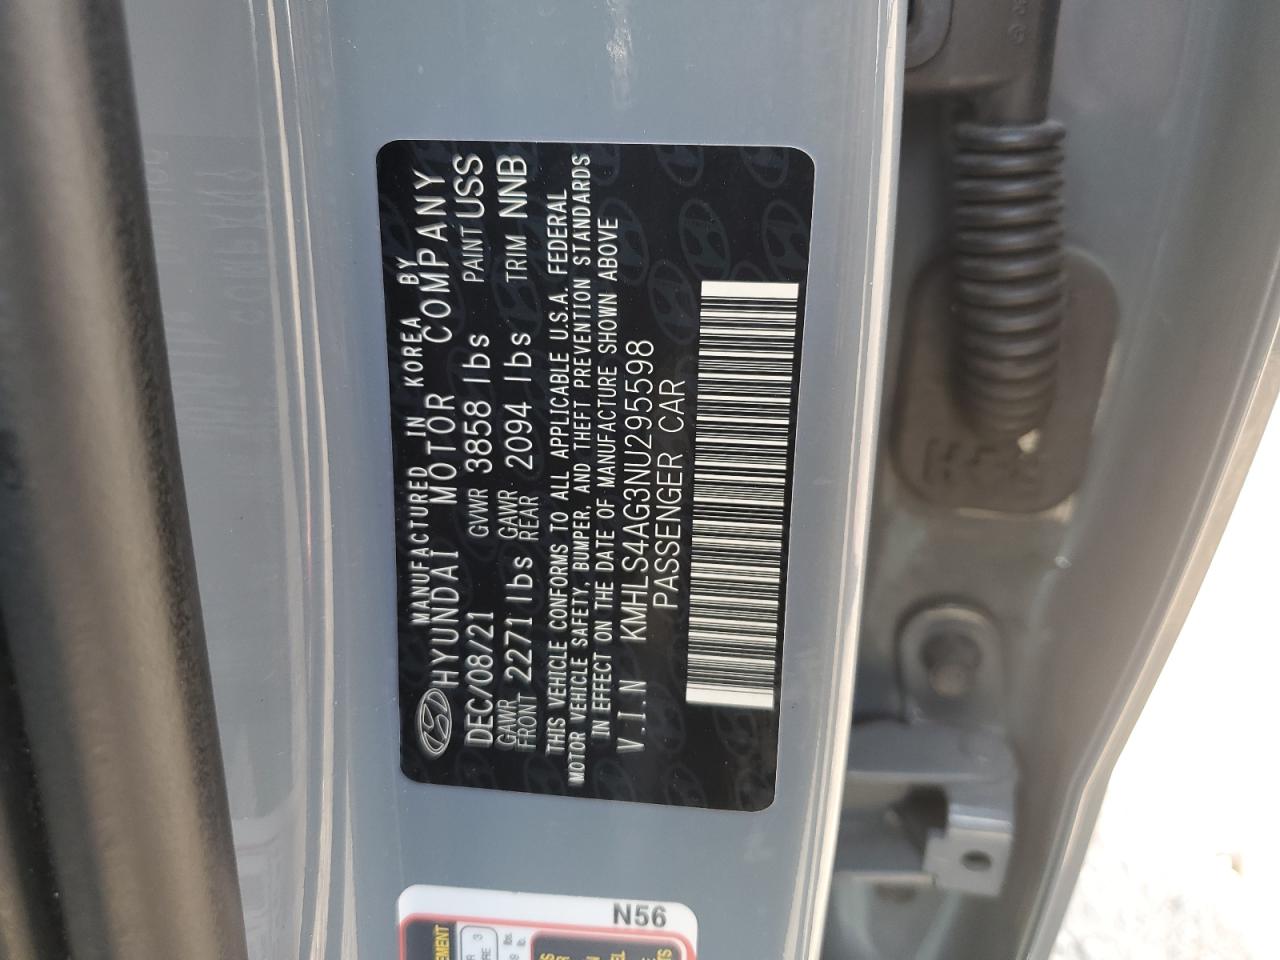 MANUFACTURED IN KOREA BY
HYUNDAI MOTOR COMPANY
DEC/08/21 GVWR 3858 lbs PAINT USS
GAWR FRONT 2271 lbs GAWR REAR 2094 lbs TRIM NNB
THIS VEHICLE CONFORMS TO ALL APPLICABLE U.S.A. FEDERAL
MOTOR VEHICLE SAFETY, BUMPER, AND THEFT PREVENTION STANDARDS
IN EFFECT ON THE DATE OF MANUFACTURE SHOWN ABOVE
V.I.N KMHLS4AG3NU295598
PASSENGER CAR
N56